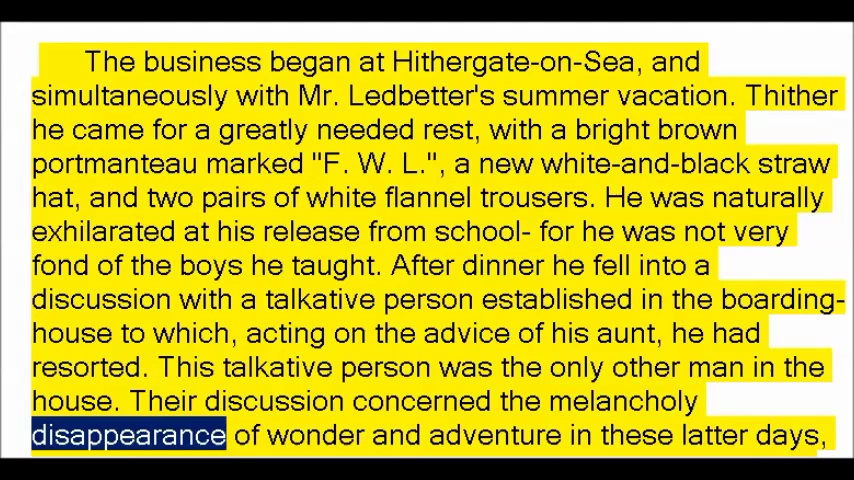 The business began at Hithergate-on-Sea, and
simultaneously with Mr. Ledbetter's summer vacation. Thither
he came for a greatly needed rest, with a bright brown
portmanteau marked "F. W. L.", a new white-and-black straw
hat, and two pairs of white flannel trousers. He was naturally
exhilarated at his release from school- for he was not very
fond of the boys he taught. After dinner he fell into a
discussion with a talkative person established in the boarding-
house to which, acting on the advice of his aunt, he had
resorted. This talkative person was the only other man in the
house. Their discussion concerned the melancholy
disappearance of wonder and adventure in these latter days,